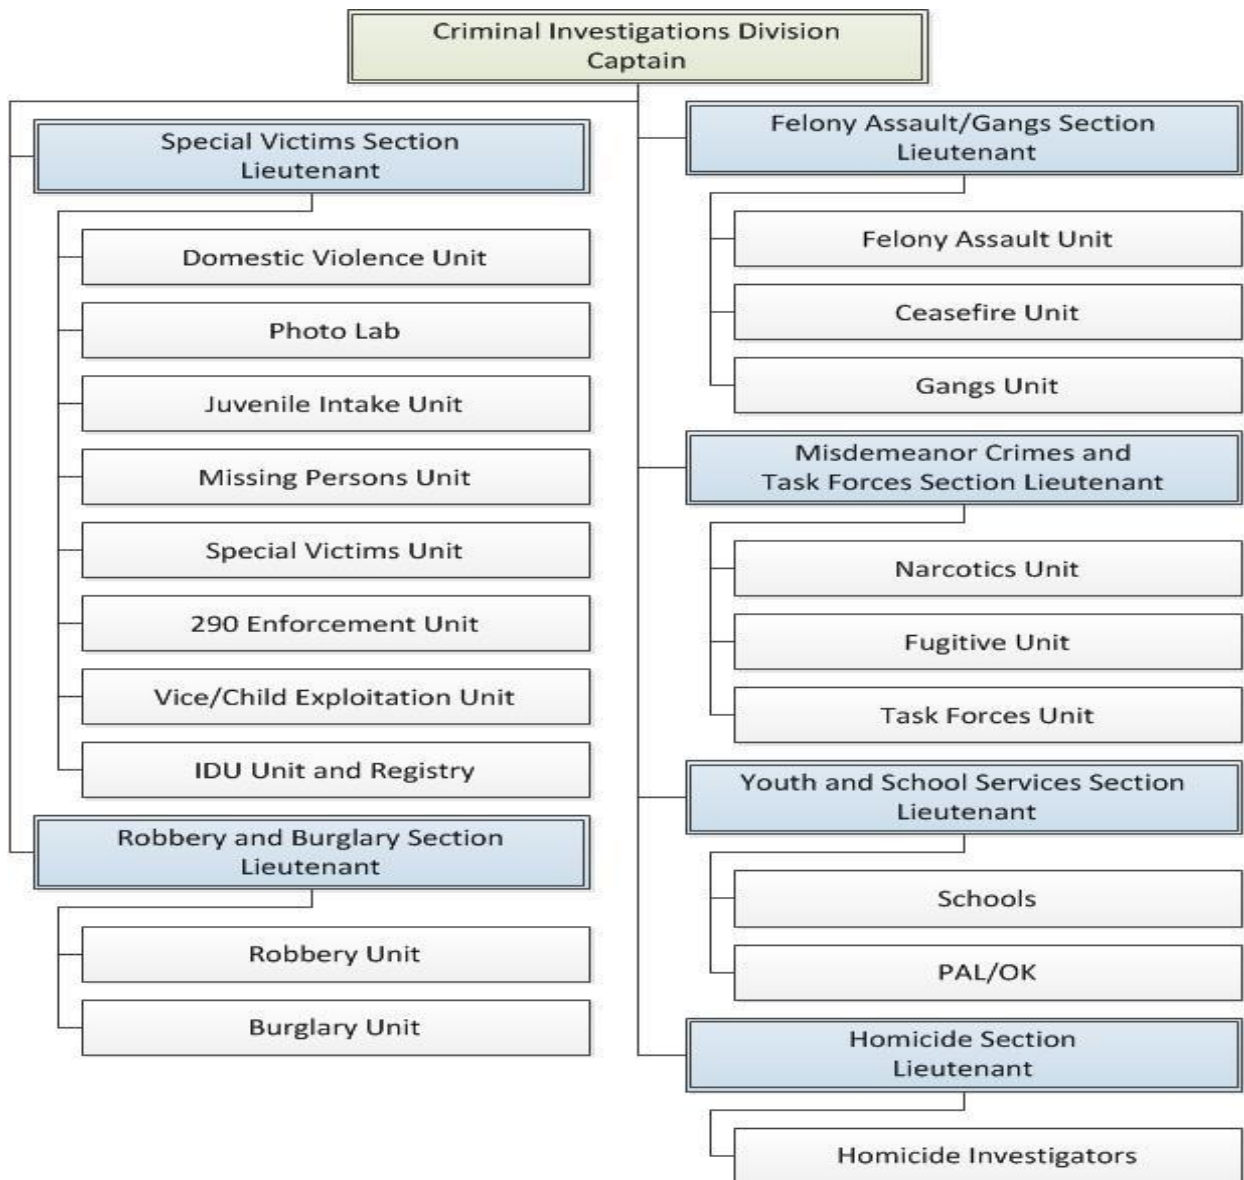 Criminal Investigations Division
Captain
Special Victims Section
Lieutenant
Domestic Violence Unit
Photo Lab
Juvenile Intake Unit
Missing Persons Unit
Special Victims Unit
290 Enforcement Unit
Vice/Child Exploitation Unit
IDU Unit and Registry
Robbery and Burglary Section
Lieutenant
Robbery Unit
Burglary Unit
Felony Assault/Gangs Section
Lieutenant
Felony Assault Unit
Ceasefire Unit
Gangs Unit
Misdemeanor Crimes and
Task Forces Section Lieutenant
Narcotics Unit
Fugitive Unit
Task Forces Unit
Youth and School Services Section
Lieutenant
Schools
PAL/OK
Homicide Section
Lieutenant
Homicide Investigators